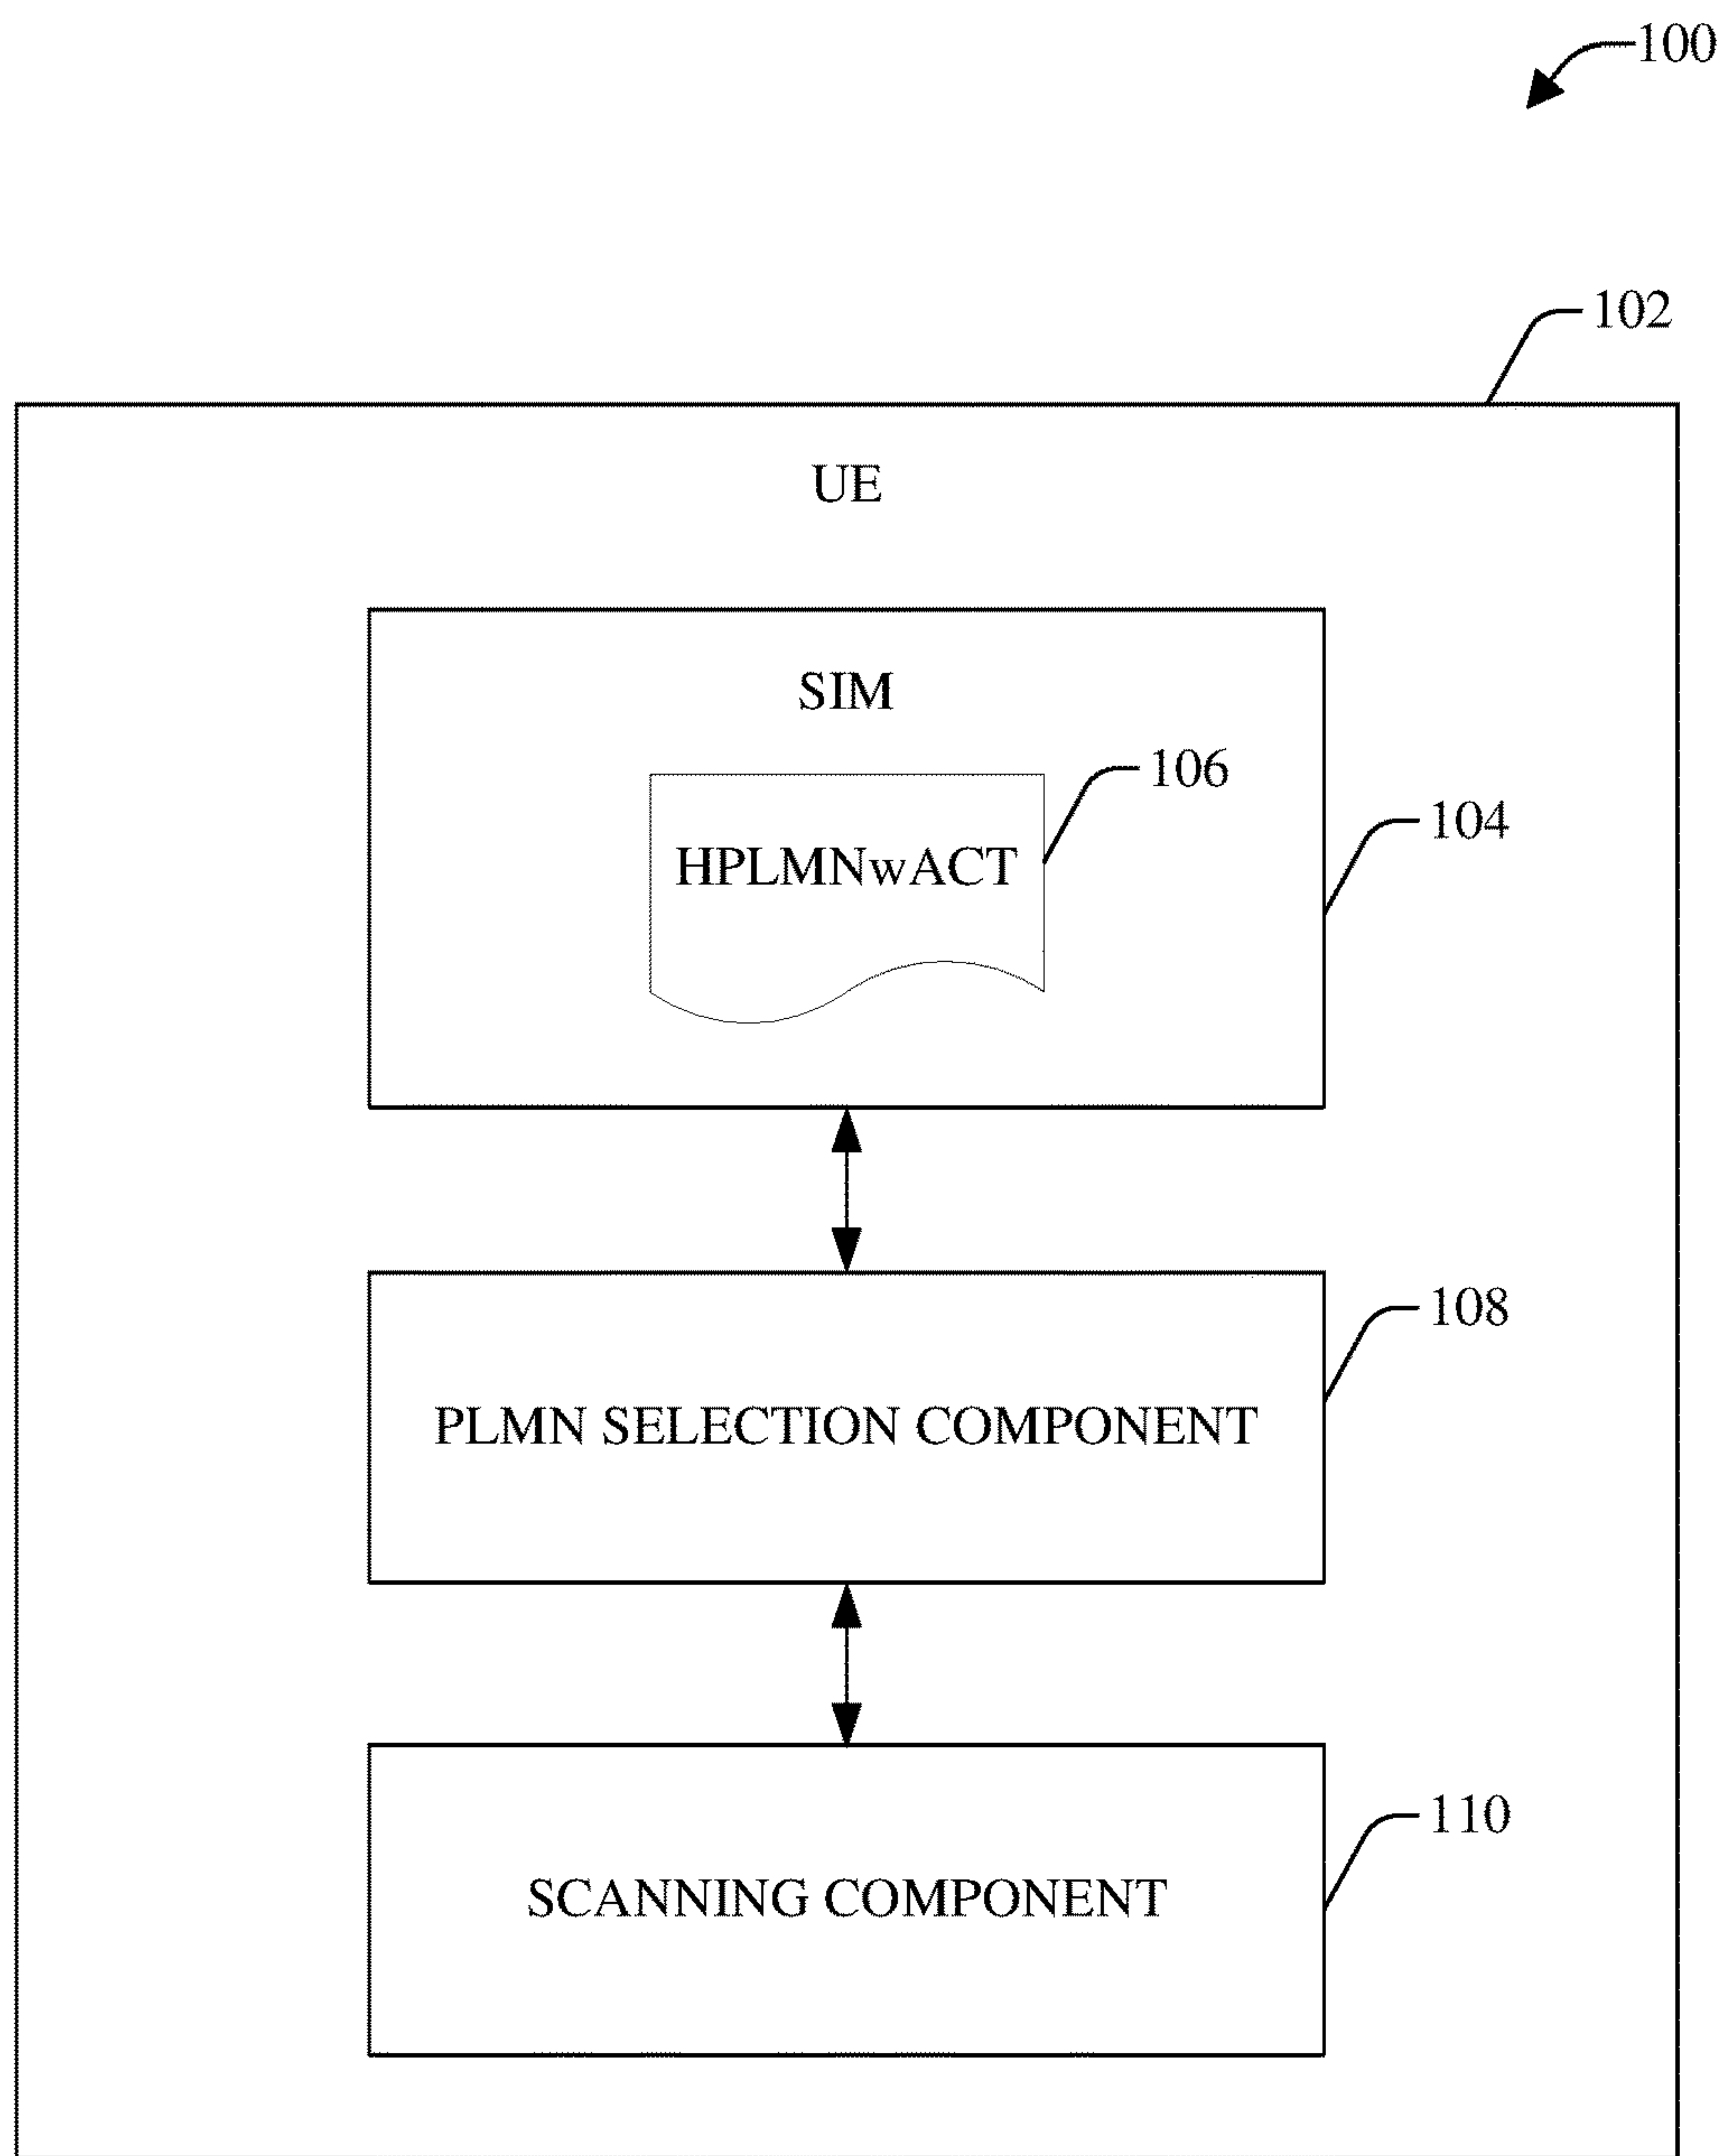 100
102
UE
SIM
106
HPLMNwACT
104
108
PLMN SELECTION COMPONENT
110
SCANNING COMPONENT